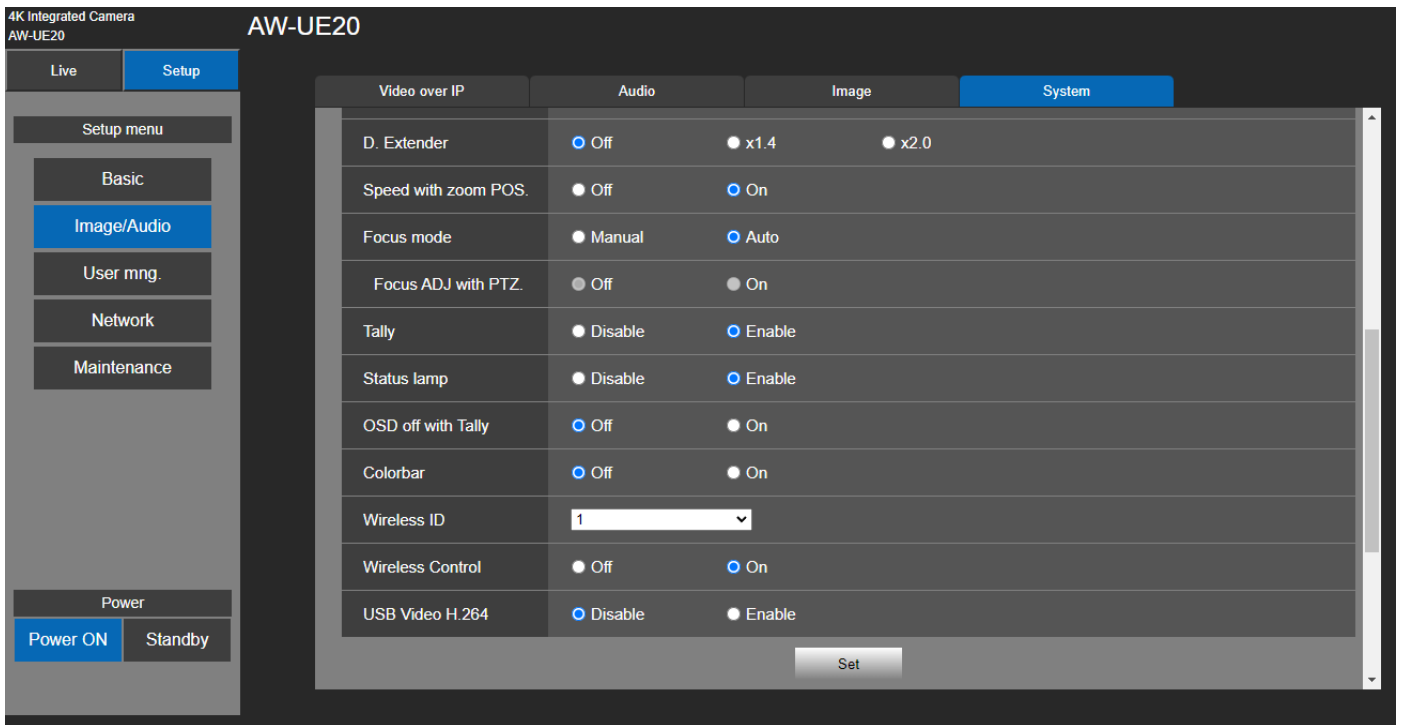 4K Integrated Camera
AW-UE20
AW-UE20
Live Setup
Setup menu
Basic
Image/Audio
User mng.
Network
Maintenance
Power
Power ON Standby
Video over IP Audio Image System
D. Extender Off x1.4 x2.0
Speed with zoom POS. Off On
Focus mode Manual Auto
Focus ADJ with PTZ. Off On
Tally Disable Enable
Status lamp Disable Enable
OSD off with Tally Off On
Colorbar Off On
Wireless ID 1
Wireless Control Off On
USB Video H.264 Disable Enable
Set